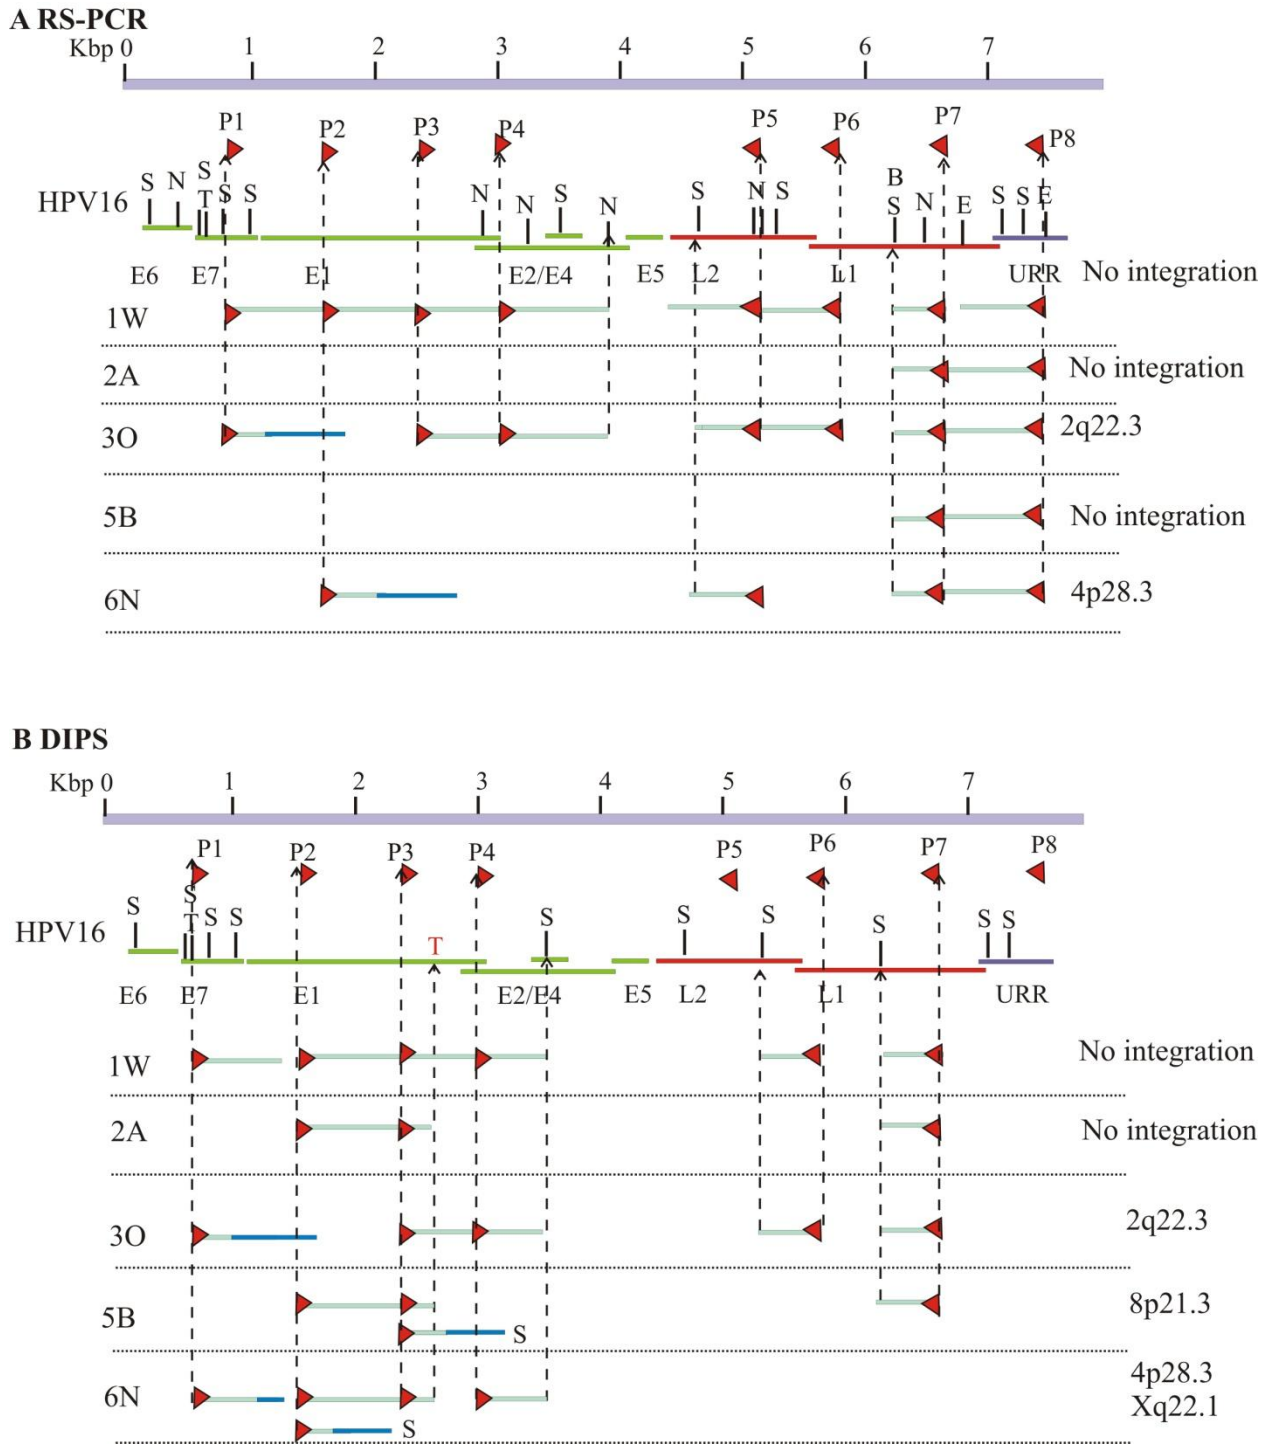 A RS-PCR
Kbp 0 1 2 3 4 5 6 7
P1 P2 P3 P4 P5 P6 P7 P8
HPV16 S N S T S S N N S N S N S B S N E S S E
E6 E7 E1 E2/E4 E5 L2 L1 URR No integration
1W
2A No integration
3O 2q22.3
5B No integration
6N 4p28.3
B DIPS
Kbp 0 1 2 3 4 5 6 7
P1 P2 P3 P4 P5 P6 P7 P8
HPV16 S S T S S T S S S S S S
E6 E7 E1 E2/E4 E5 L2 L1 URR
1W No integration
2A No integration
3O 2q22.3
5B S 8p21.3
6N 4p28.3
Xq22.1
S